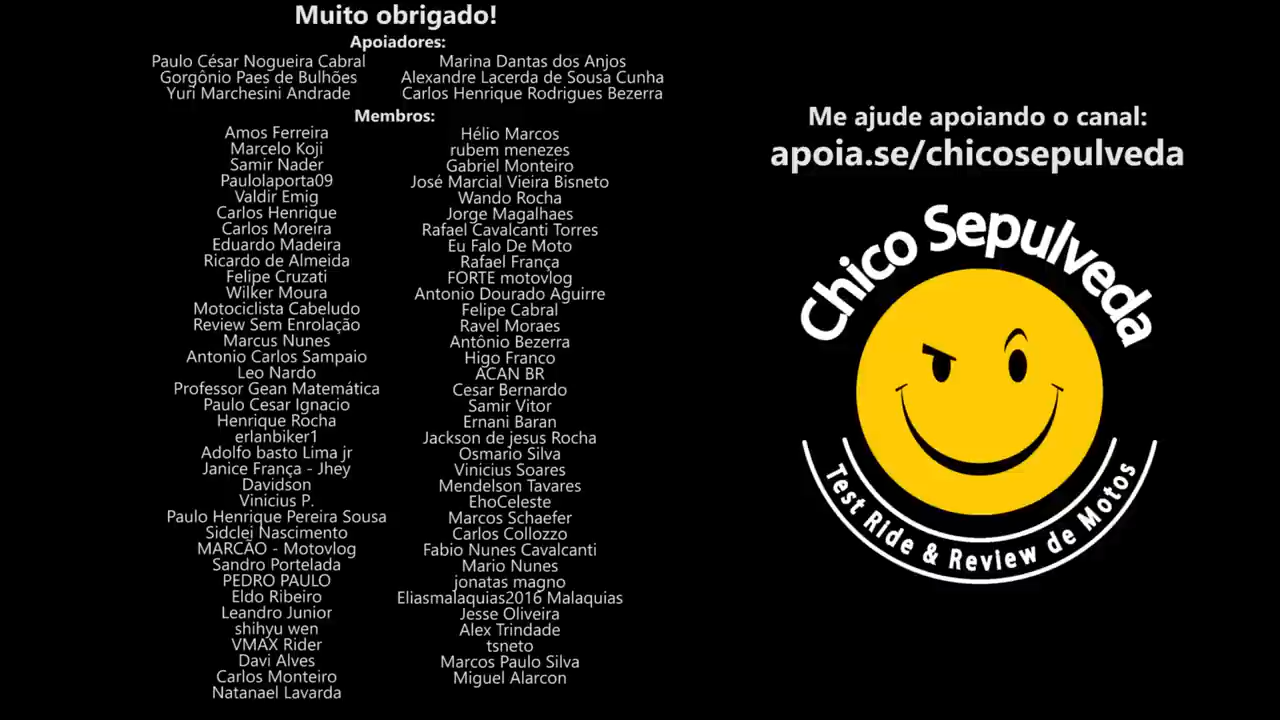 Muito obrigado!
Apoiadores:
Paulo César Nogueira Cabral
Gorgônio Paes de Bulhões
Yuri Marchesini Andrade
Marina Dantas dos Anjos
Alexandre Lacerda de Sousa Cunha
Carlos Henrique Rodrigues Bezerra
Membros:
Amos Ferreira
Marcelo Koji
Samir Nader
Paulolaporta09
Valdir Emig
Carlos Henrique
Carlos Moreira
Eduardo Madeira
Ricardo de Almeida
Felipe Cruzati
Wilker Moura
Motociclista Cabeludo
Review Sem Enrolação
Marcus Nunes
Antonio Carlos Sampaio
Leo Nardo
Professor Gean Matemática
Paulo Cesar Ignacio
Henrique Rocha
erlanbiker1
Adolfo basto Lima jr
Janice França - Jhey
Davidson
Vinícius P.
Paulo Henrique Pereira Sousa
Sidclei Nascimento
MARCÃO - Motovlog
Sandro Portelada
PEDRO PAULO
Eldo Ribeiro
Leandro Junior
shihyu wen
VMAX Rider
Davi Alves
Carlos Monteiro
Natanael Lavarda
Hélio Marcos
rubem menezes
Gabriel Monteiro
José Marcial Vieira Bisneto
Wando Rocha
Jorge Magalhaes
Rafael Cavalcanti Torres
Eu Falo De Moto
Rafael França
FORTE motovlog
Antonio Dourado Aguirre
Felipe Cabral
Ravel Moraes
Antônio Bezerra
Higo Franco
ACAN BR
Cesar Bernardo
Samir Vitor
Ernani Baran
Jackson de jesus Rocha
Osmario Silva
Vinicius Soares
Mendelson Tavares
EhoCeleste
Marcos Schaefer
Carlos Collozzo
Fabio Nunes Cavalcanti
Mario Nunes
jonatas magno
Eliasmalaquias2016 Malaquias
Jesse Oliveira
Alex Trindade
tsneto
Marcos Paulo Silva
Miguel Alarcon
Me ajude apoiando o canal:
apoia.se/chicosepulveda
Chico Sepulveda
Test Ride & Review de Motos